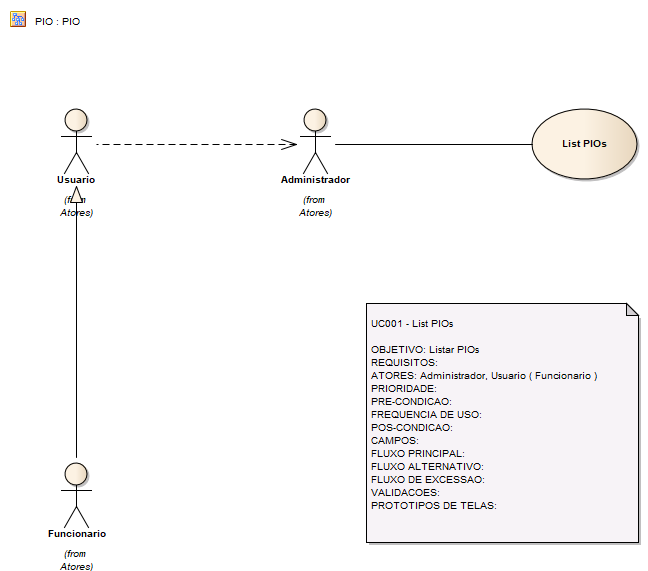 PIO : PIO
Usuario
(from
Atores)
Administrador
(from
Atores)
List PIOs
UC001 - List PIOs
OBJETIVO: Listar PIOs
REQUISITOS:
ATORES: Administrador, Usuario ( Funcionario )
PRIORIDADE:
PRE-CONDICAO:
FREQUENCIA DE USO:
POS-CONDICAO:
CAMPOS:
FLUXO PRINCIPAL:
FLUXO ALTERNATIVO:
FLUXO DE EXCESSAO:
VALIDACOES:
PROTOTIPOS DE TELAS:
Funcionario
(from
Atores)